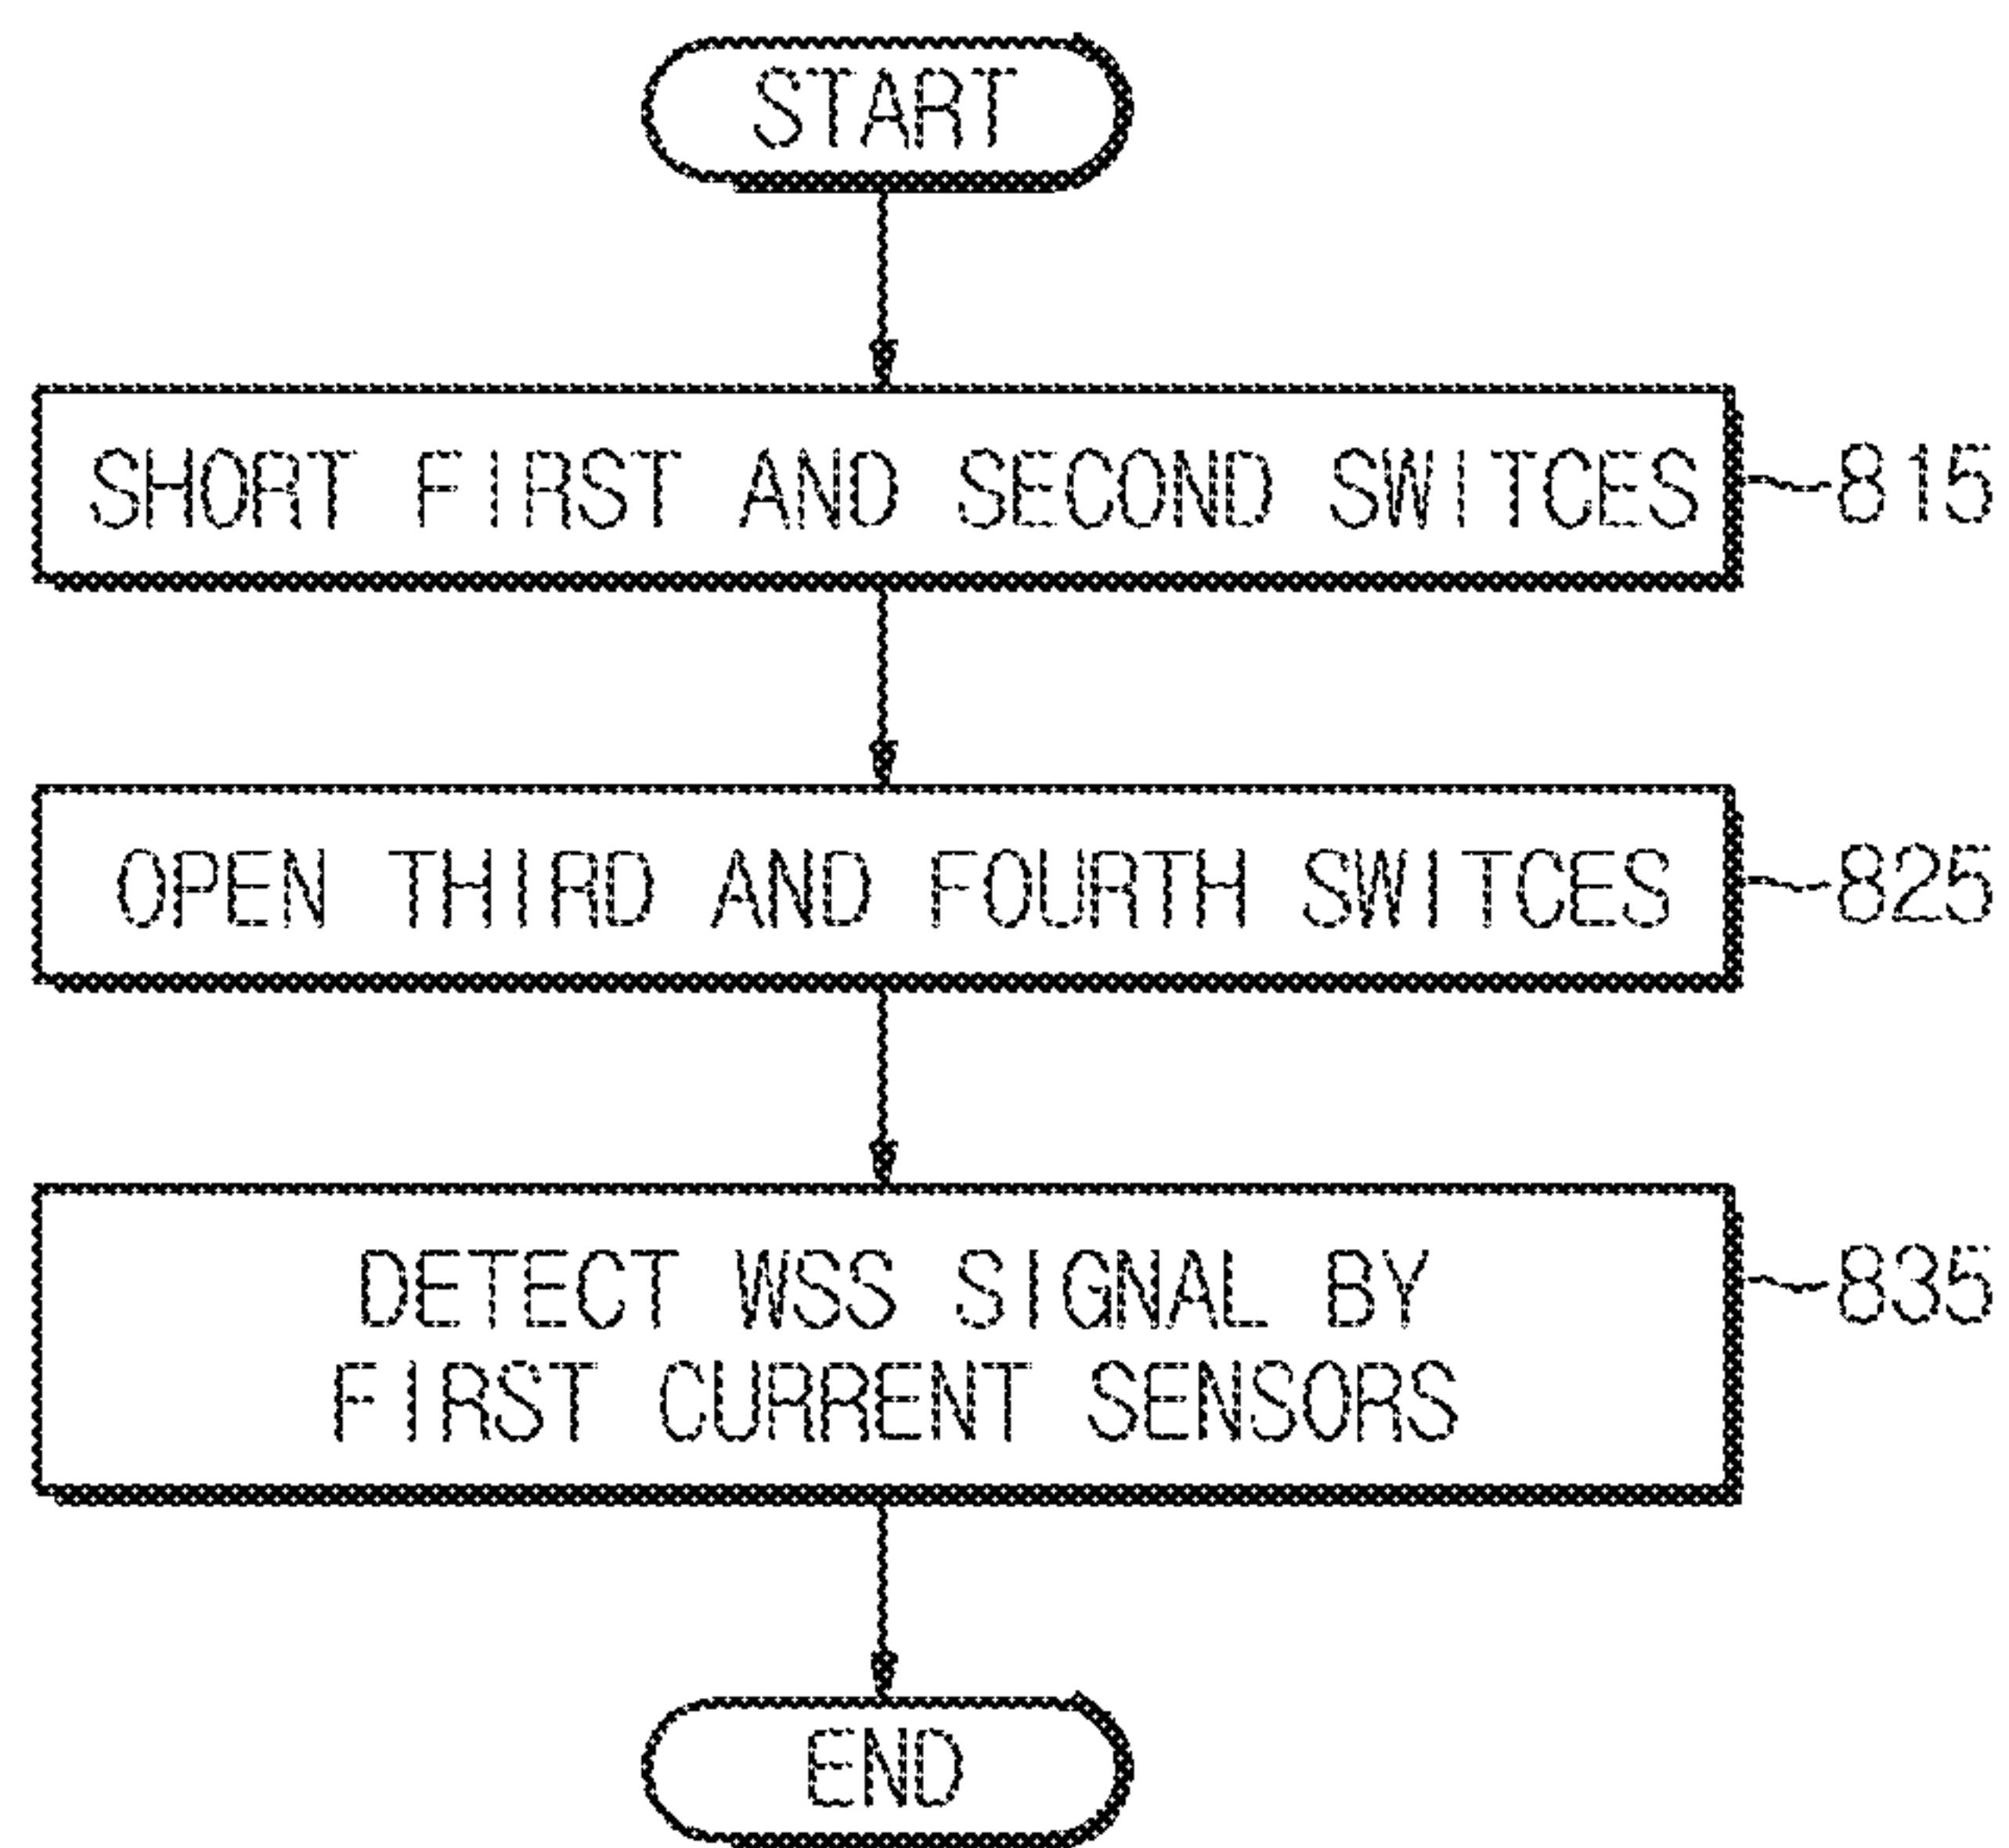 START
SHORT FIRST AND SECOND SWITCES
815
OPEN THIRD AND FOURTH SWITCES
825
DETECT WSS SIGNAL BY
835
FIRST CURRENT SENSORS
END